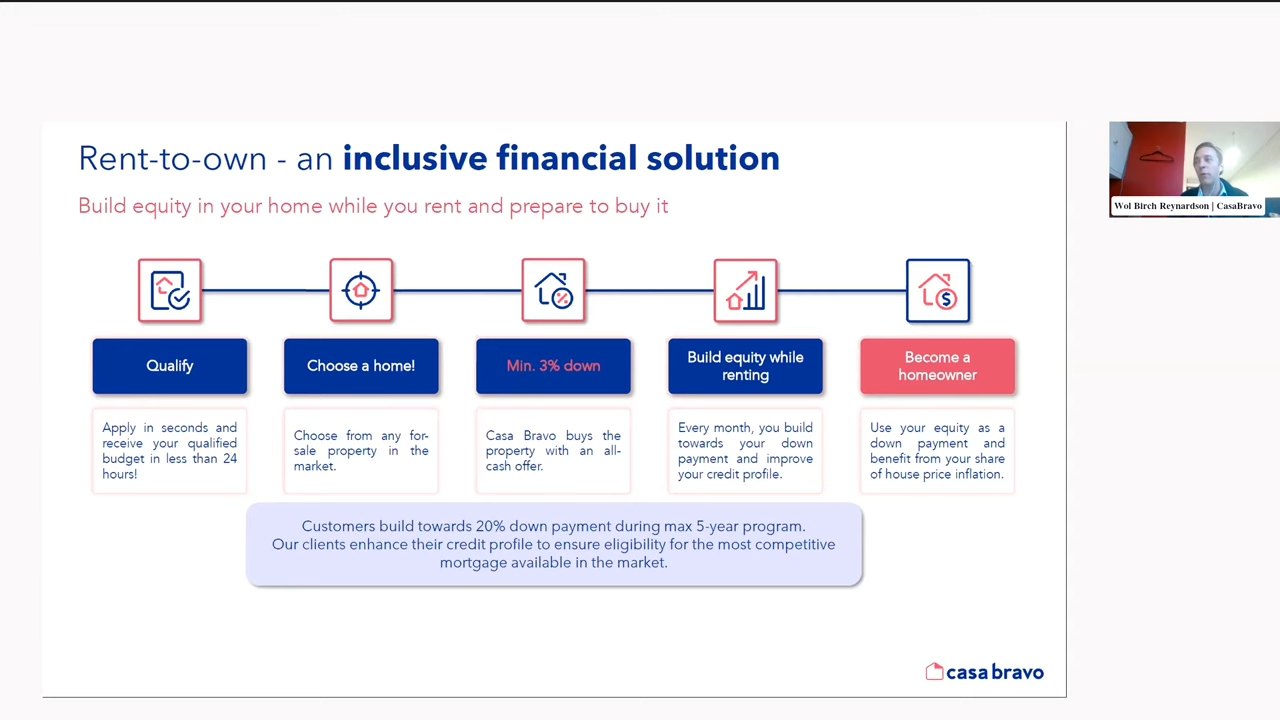 Rent-to-own - an inclusive financial solution
Build equity in your home while you rent and prepare to buy it
Qualify
Apply in seconds and
receive your qualified
budget in less than 24
hours!
Choose a home!
Choose from any for-
sale property in the
market.
Min. 3% down
Casa Bravo buys the
property with an all-
cash offer.
Build equity while
renting
Every month, you build
towards your down
payment and improve
your credit profile.
Become a
homeowner
Use your equity as a
down payment and
benefit from your share
of house price inflation.
Customers build towards 20% down payment during max 5-year program.
Our clients enhance their credit profile to ensure eligibility for the most competitive
mortgage available in the market.
casa bravo
Wol Birch Reynardson | CasaBravo